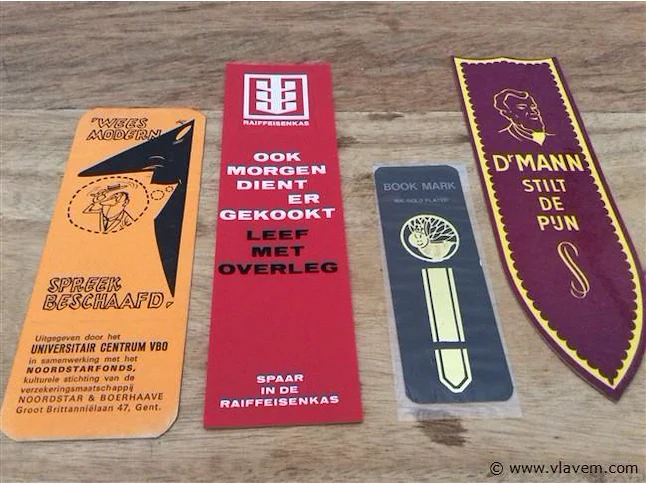 'WEES
MODERN
SPREEK
BESCHAAFD'
Uitgegeven door het
UNIVERSITAIR CENTRUM VBO
in samenwerking met het
NOORDSTARFONDS,
kulturele stichting van de
verzekeringsmaatschappij
NOORDSTAR & BOERHAAVE
Groot Brittanniëlaan 47, Gent.
RAIFFEISENKAS
OOK
MORGEN
DIENT
ER
GEKOOKT
LEEF
MET
OVERLEG
SPAAR
IN DE
RAIFFEISENKAS
BOOK MARK
GOLD PLATED
Dr MANN
STILT
DE
PIJN
© www.vlavem.com